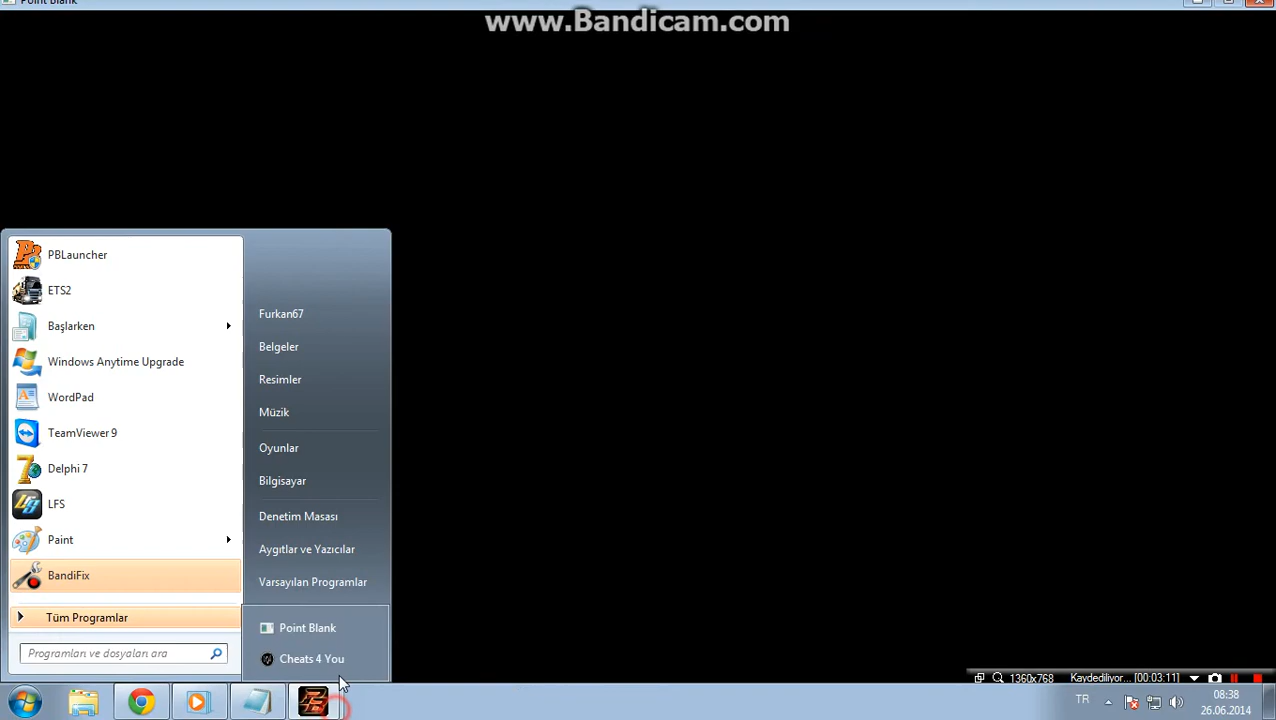 Point Blank
www.Bandicam.com
PBLauncher
ETS2
Başlarken
Windows Anytime Upgrade
WordPad
TeamViewer 9
Delphi 7
LFS
Paint
BandiFix
Tüm Programlar
Programları ve dosyaları ara
Furkan67
Belgeler
Resimler
Müzik
Oyunlar
Bilgisayar
Denetim Masası
Aygıtlar ve Yazıcılar
Varsayılan Programlar
Point Blank
Cheats 4 You
1360x768 Kaydediliyor... [00:03:11]
TR
08:38
26.06.2014